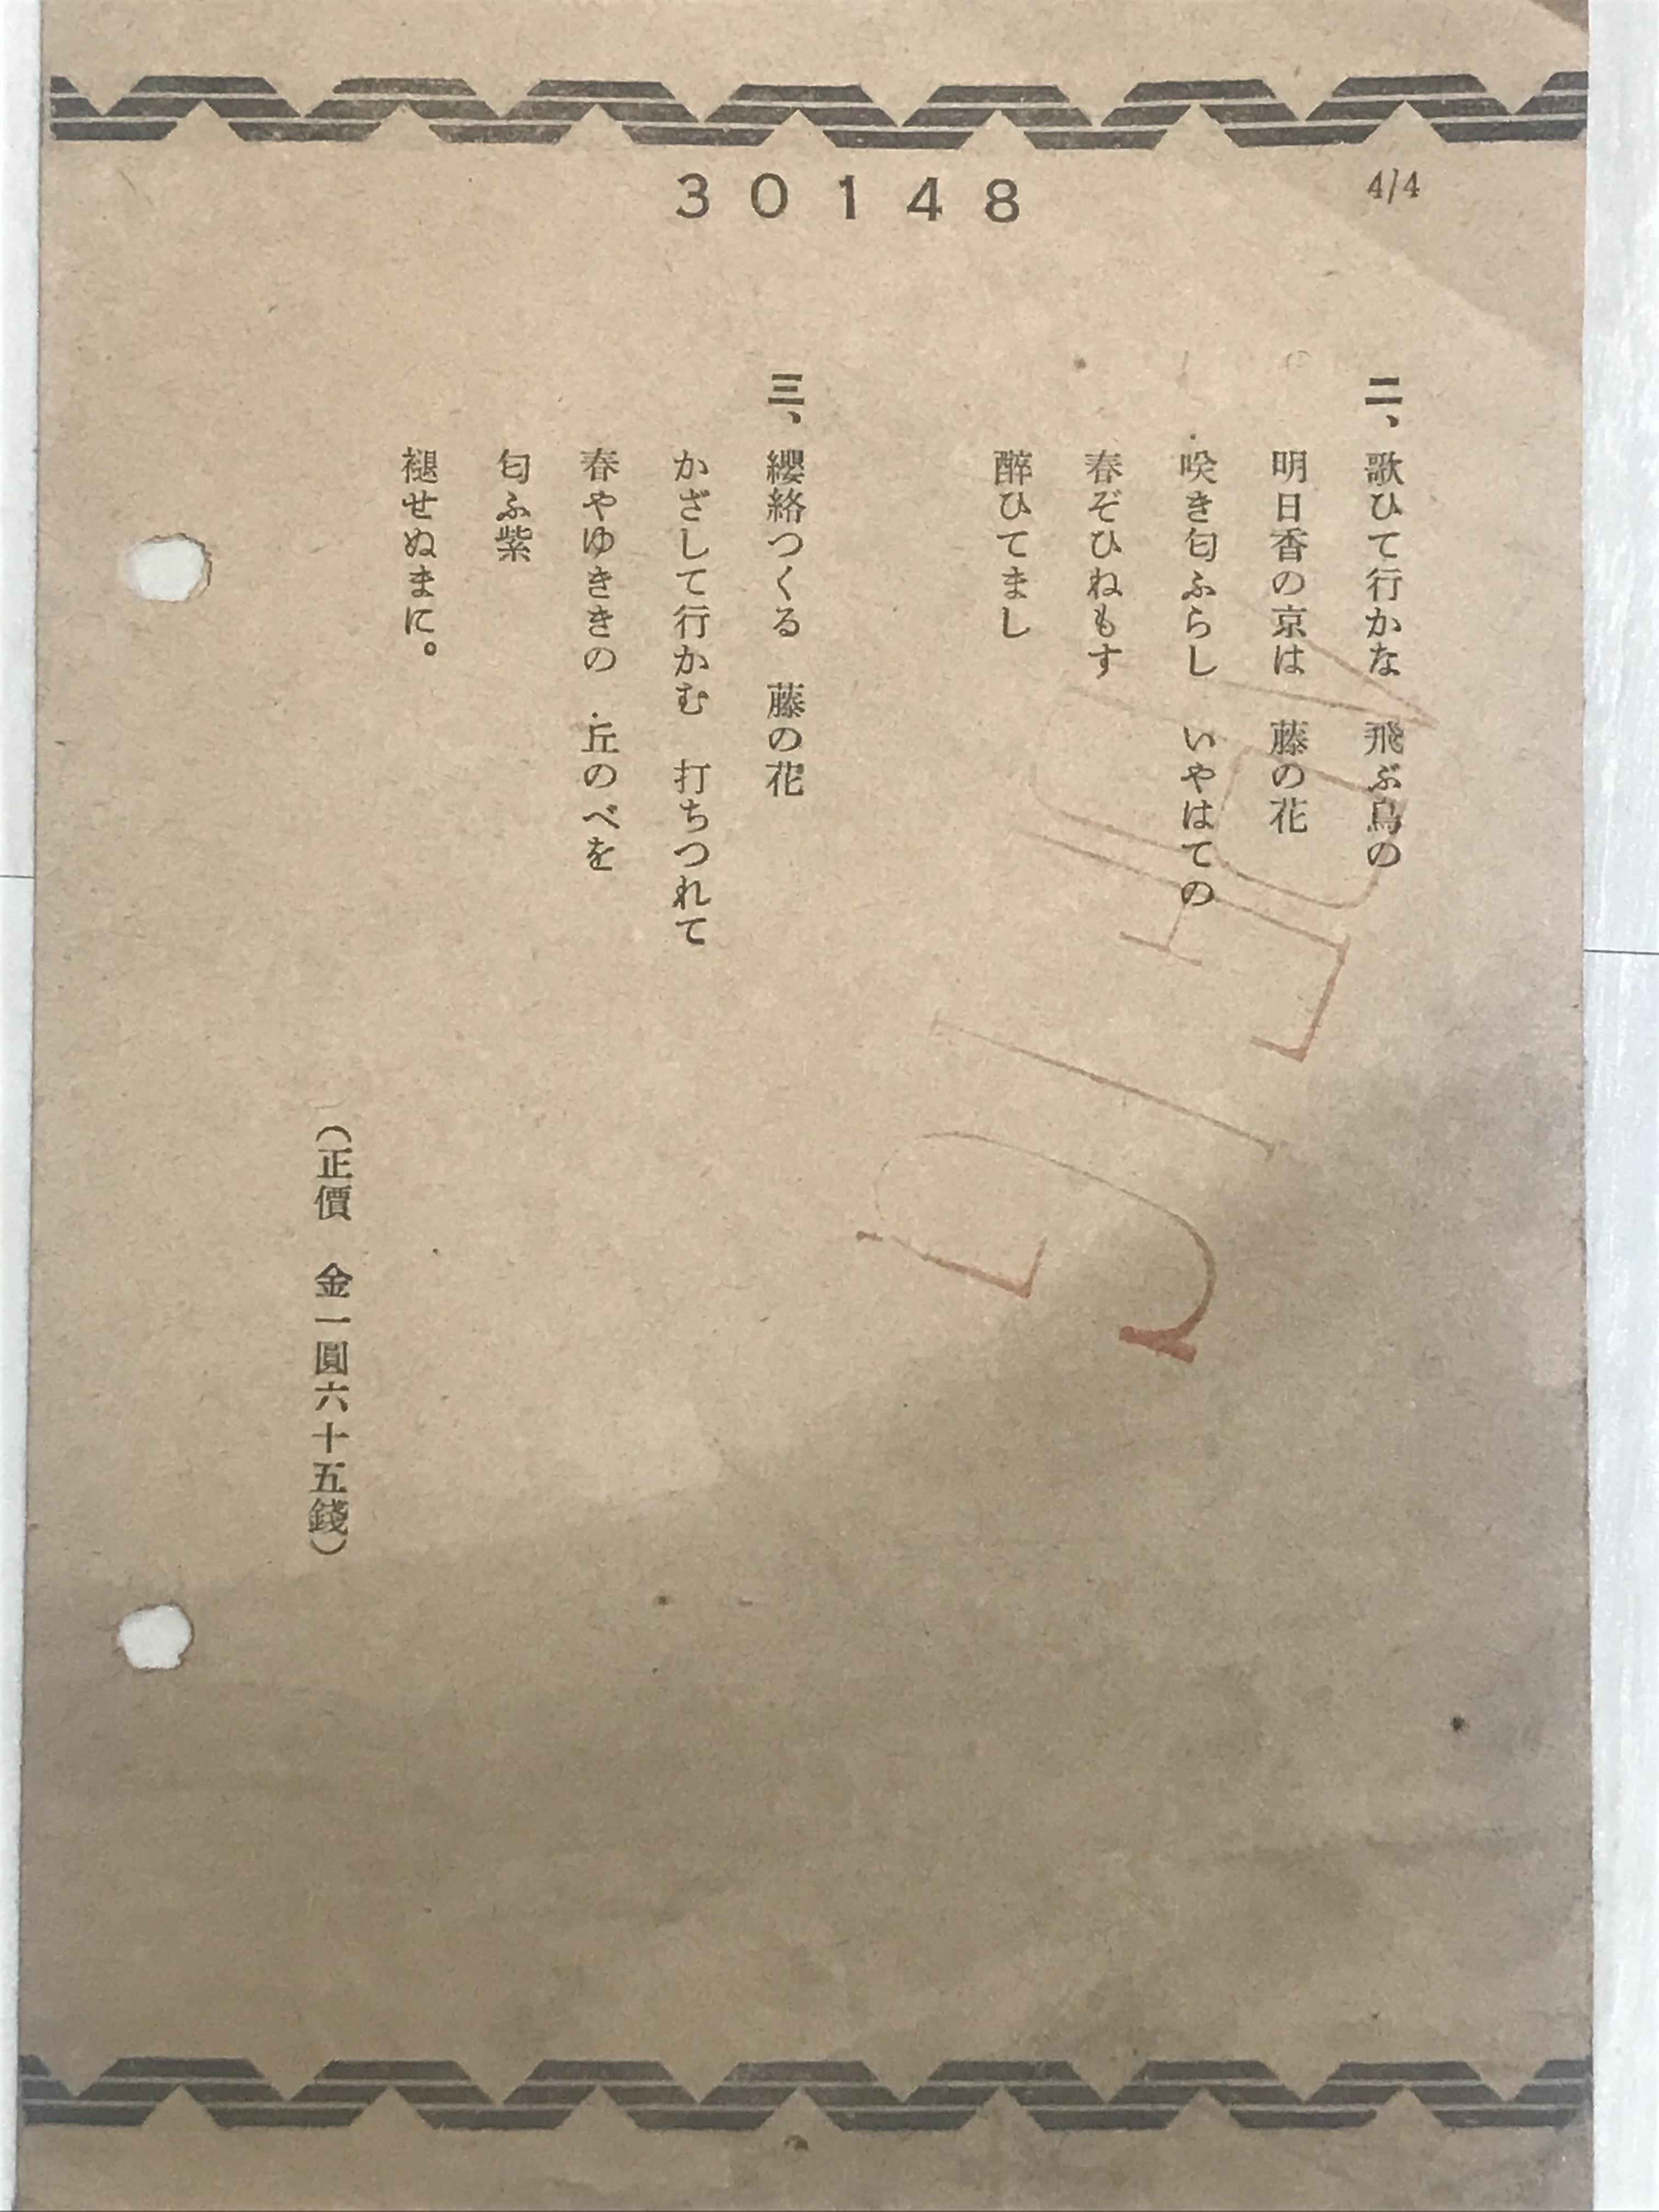 30148
4/4
二、歌ひて行かな　飛ぶ鳥の
明日香の京は　藤の花
咲き匂ふらし　いやはての
春ぞひねもす
醉ひてまし
三、纓絡つくる　藤の花
かざして行かむ　打ちつれて
春やゆききの　丘のべを
匂ふ紫
褪せぬまに。
（正價　金一圓六十五錢）